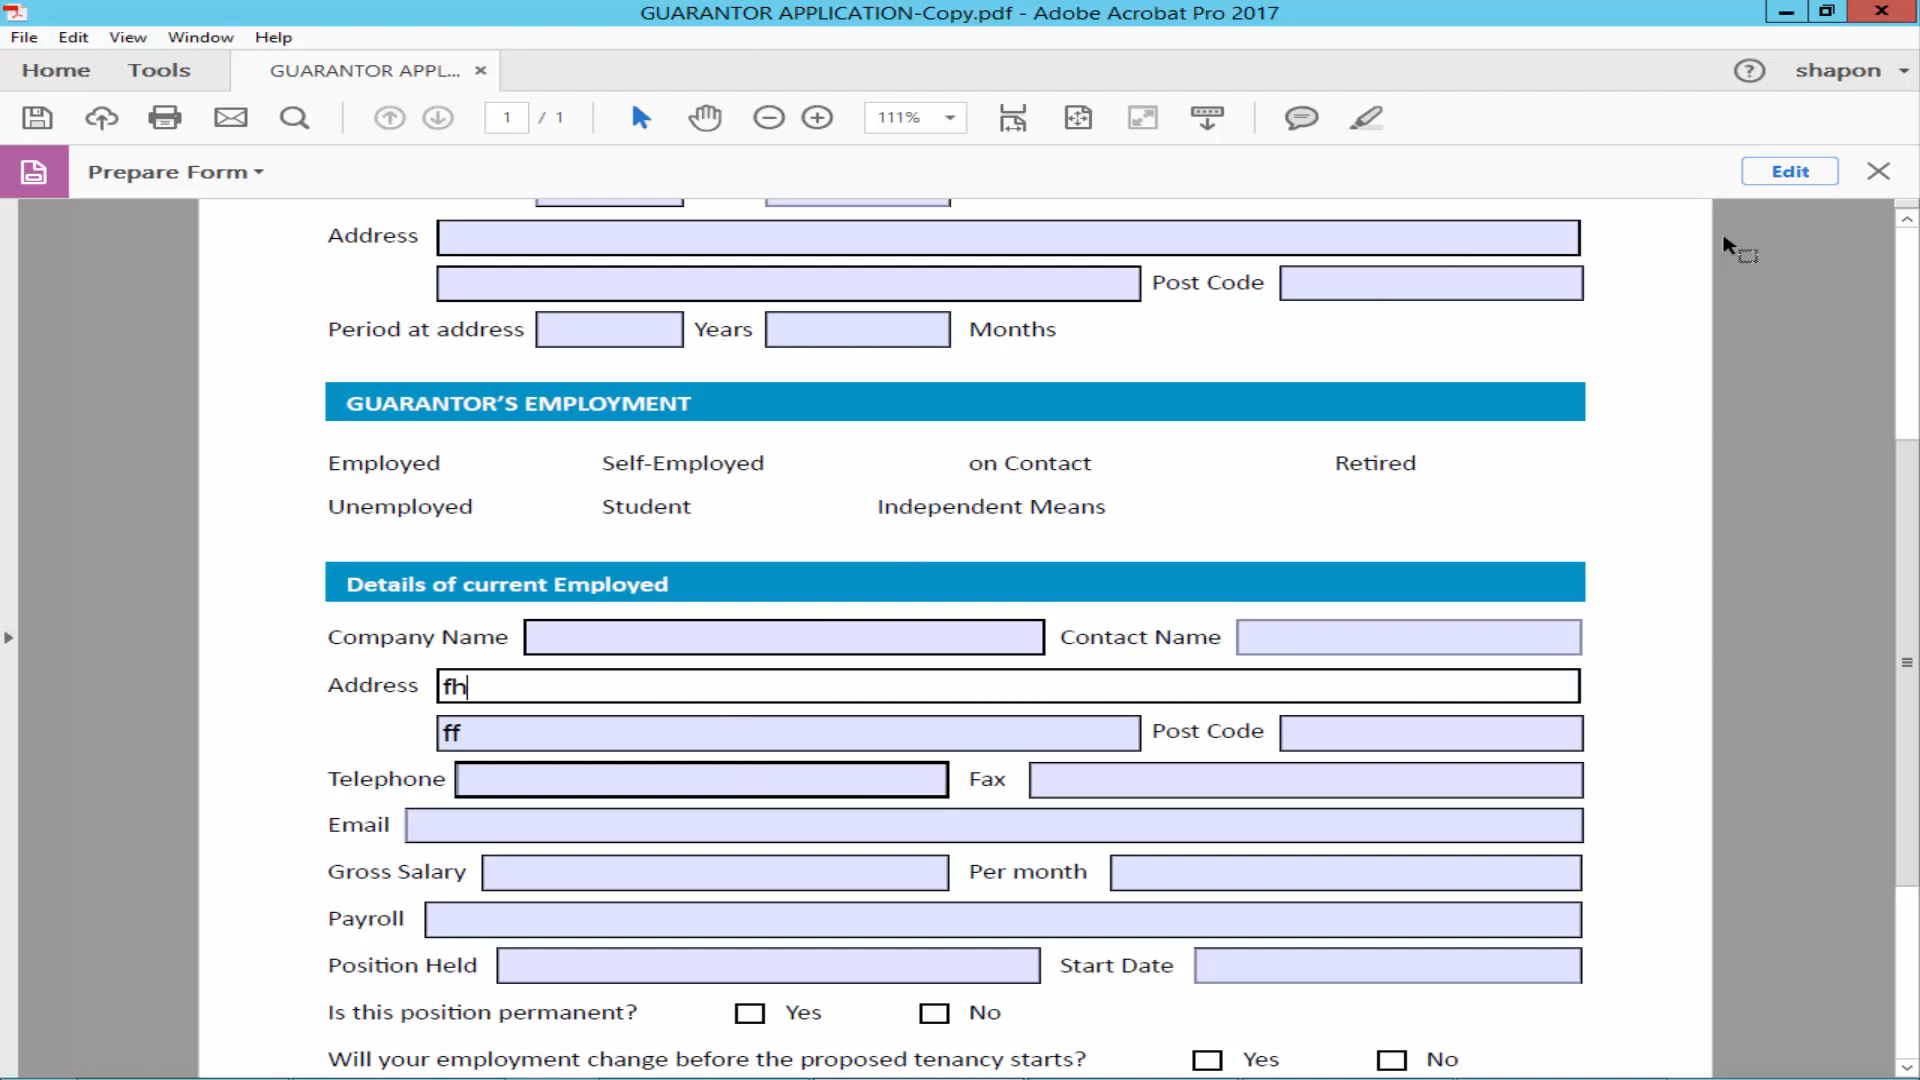 GUARANTOR APPLICATION-Copy.pdf - Adobe Acrobat Pro 2017
File Edit View Window Help
Home Tools GUARANTOR APPL... × ? shapon
1 / 1 111%
Prepare Form Edit
Address
Post Code
Period at address Years Months
GUARANTOR’S EMPLOYMENT
Employed Self-Employed on Contact Retired
Unemployed Student Independent Means
Details of current Employed
Company Name Contact Name
Address fh
ff Post Code
Telephone Fax
Email
Gross Salary Per month
Payroll
Position Held Start Date
Is this position permanent? Yes No
Will your employment change before the proposed tenancy starts? Yes No